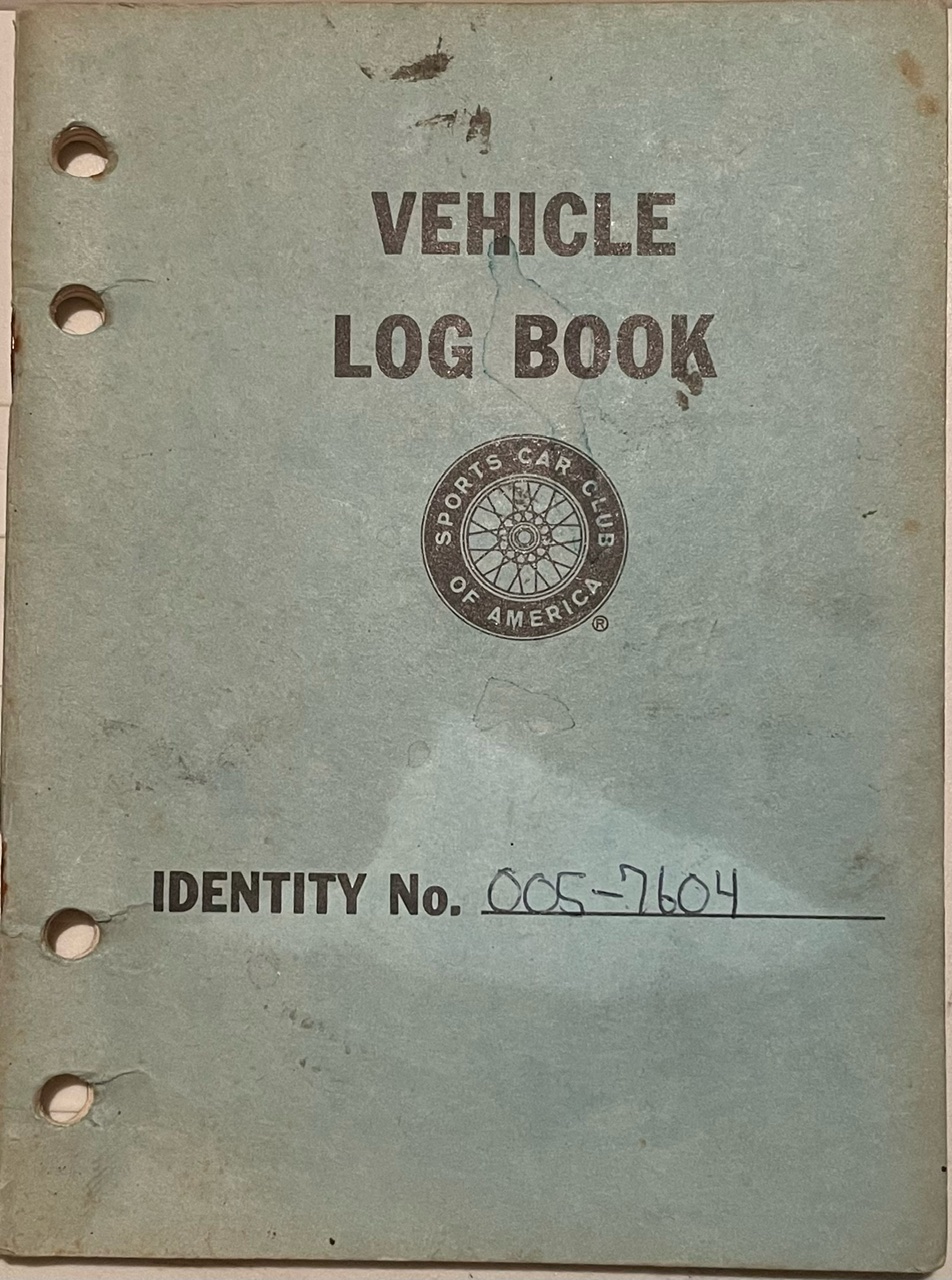 VEHICLE
LOG BOOK
SPORTS CAR CLUB
OF AMERICA
®
IDENTITY No. 005-7604